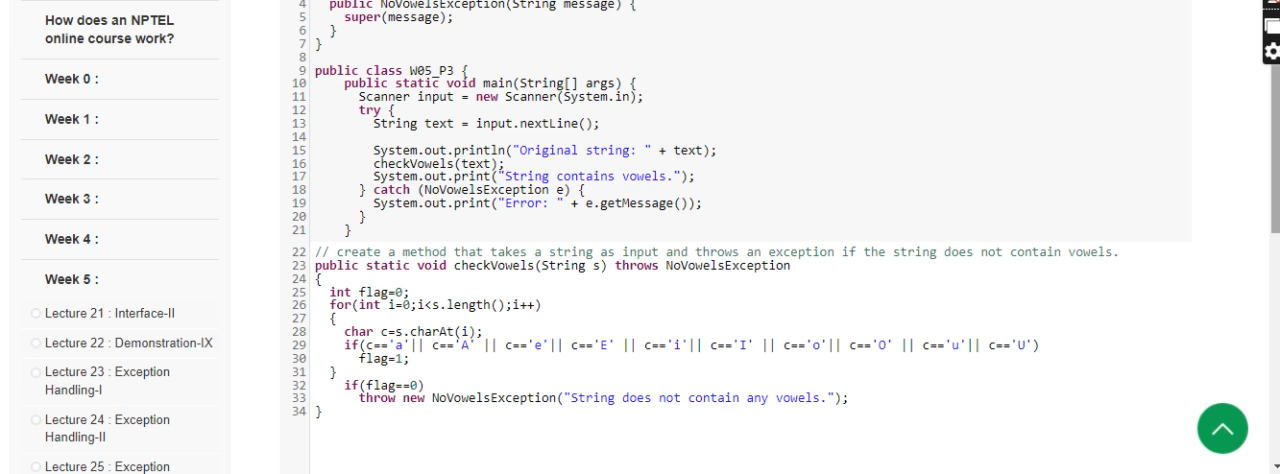 How does an NPTEL
online course work?
Week 0 :
Week 1 :
Week 2 :
Week 3 :
Week 4 :
Week 5 :
Lecture 21 : Interface-II
Lecture 22 : Demonstration-IX
Lecture 23 : Exception
Handling-I
Lecture 24 : Exception
Handling-II
Lecture 25 : Exception
4 public NoVowelsException(String message) {
5 super(message);
6 }
7 }
8
9 public class W05_P3 {
10 public static void main(String[] args) {
11 Scanner input = new Scanner(System.in);
12 try {
13 String text = input.nextLine();
14
15 System.out.println("Original string: " + text);
16 checkVowels(text);
17 System.out.print("String contains vowels.");
18 } catch (NoVowelsException e) {
19 System.out.print("Error: " + e.getMessage());
20 }
21 }
22 // create a method that takes a string as input and throws an exception if the string does not contain vowels.
23 public static void checkVowels(String s) throws NoVowelsException
24 {
25 int flag=0;
26 for(int i=0;i<s.length();i++)
27 {
28 char c=s.charAt(i);
29 if(c=='a'|| c=='A' || c=='e'|| c=='E' || c=='i'|| c=='I' || c=='o'|| c=='O' || c=='u'|| c=='U')
30 flag=1;
31 }
32 if(flag==0)
33 throw new NoVowelsException("String does not contain any vowels.");
34 }